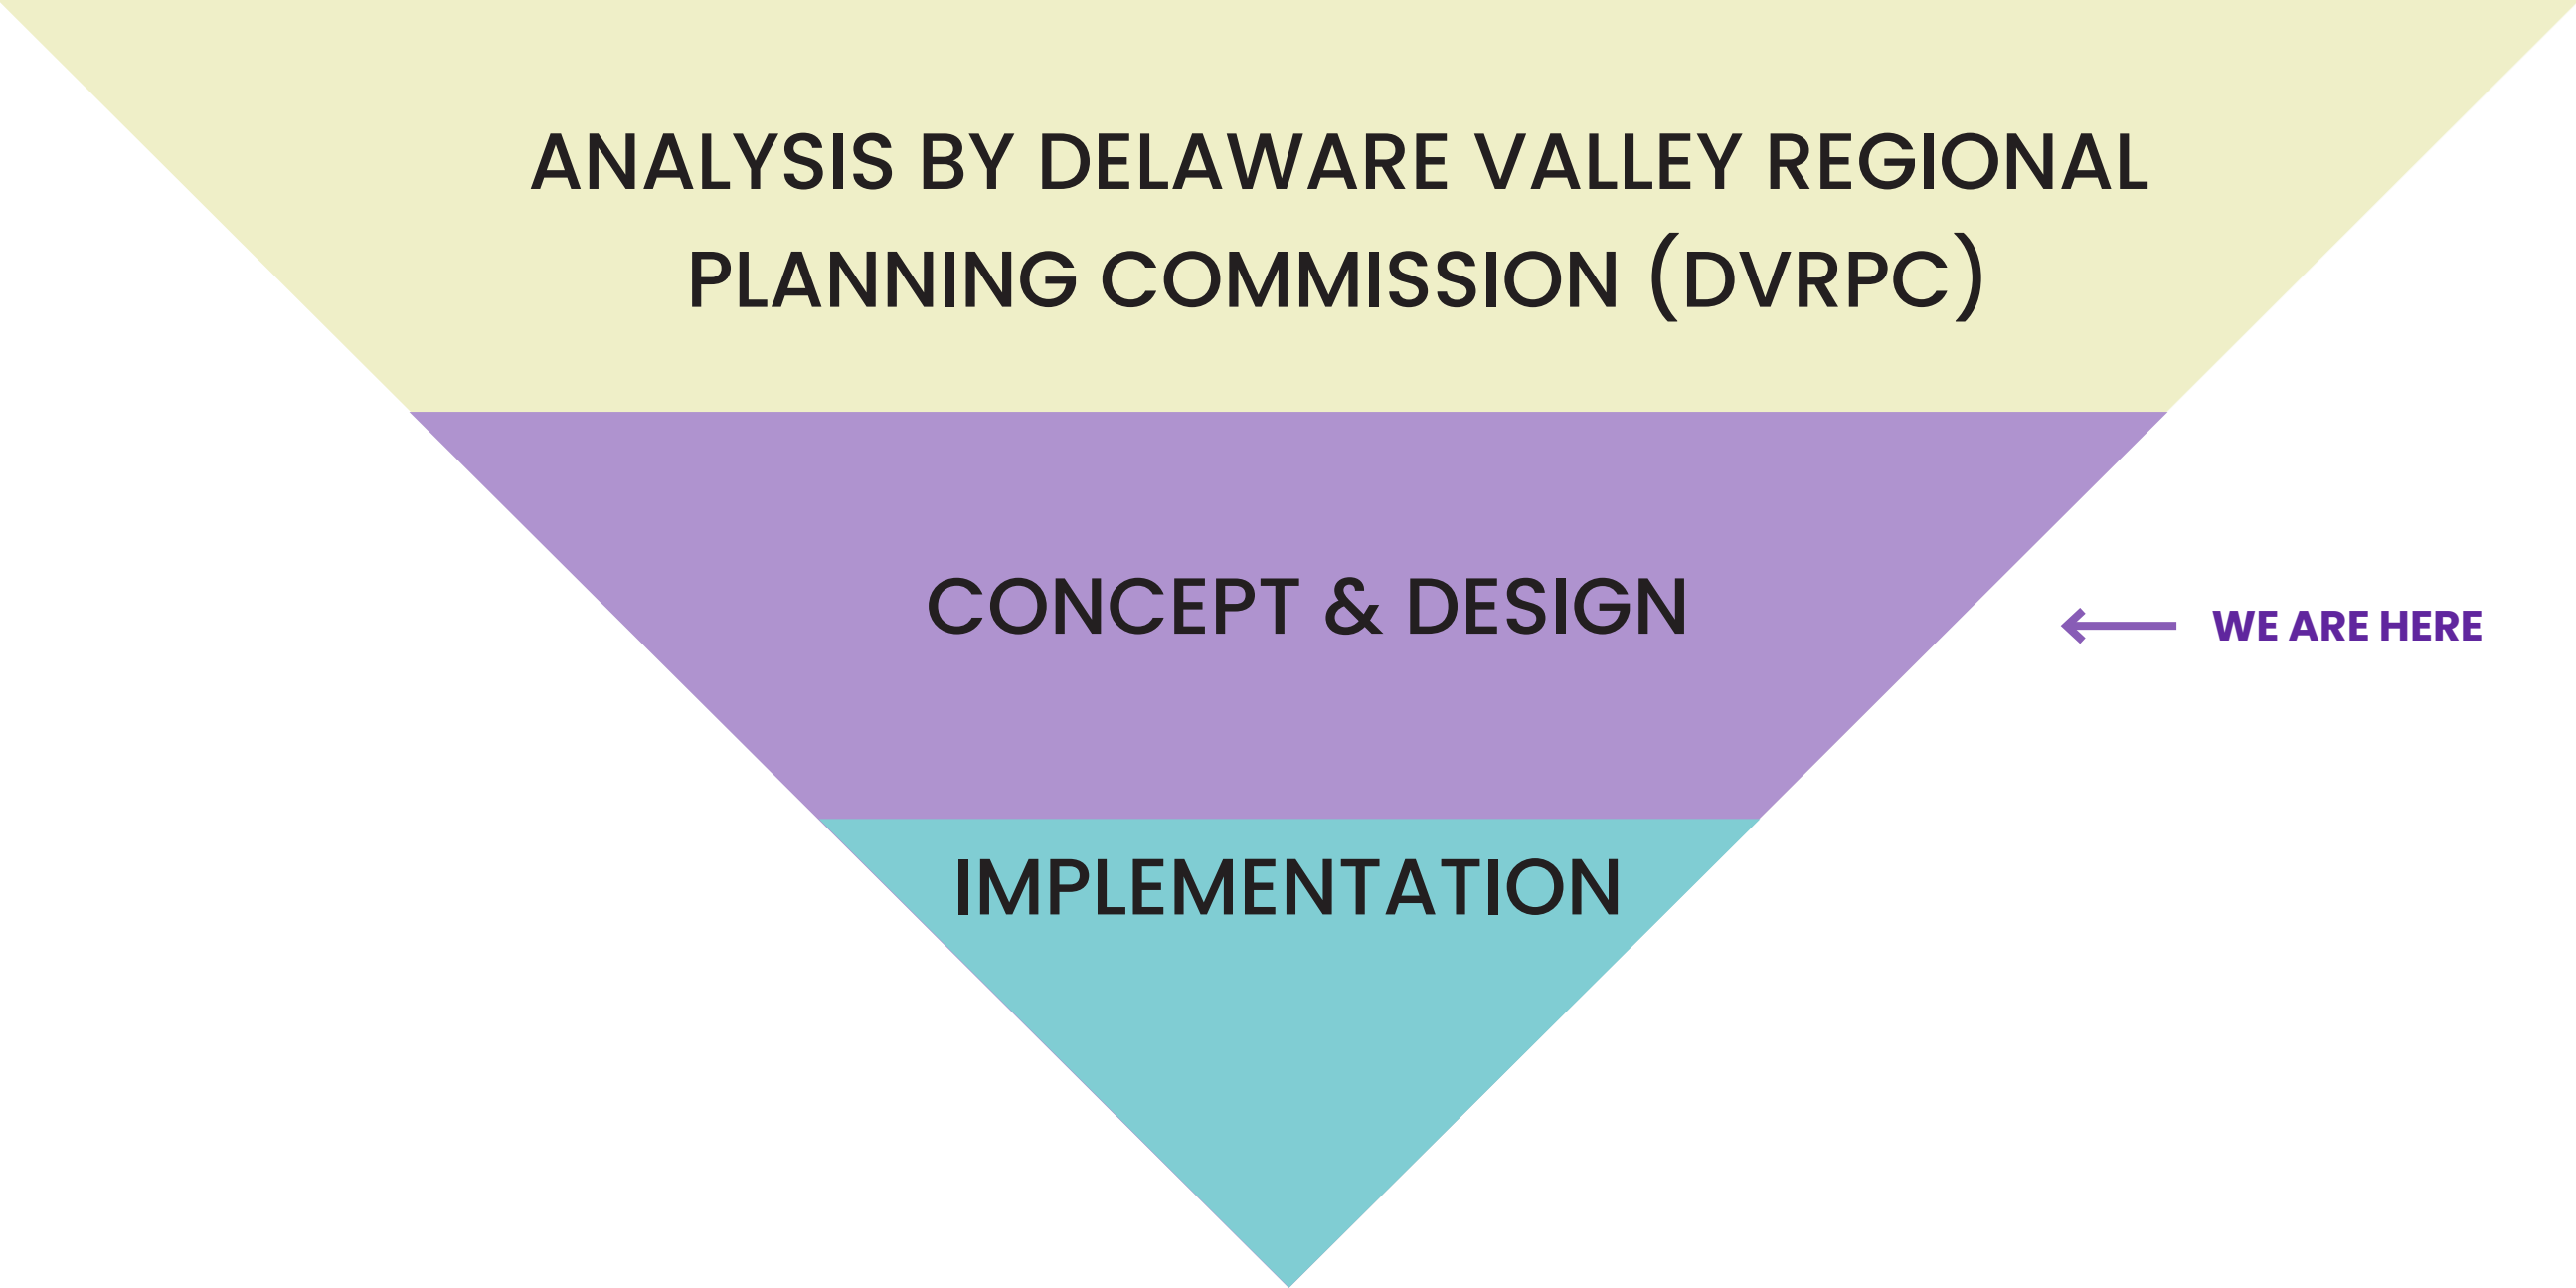 ANALYSIS BY DELAWARE VALLEY REGIONAL
PLANNING COMMISSION (DVRPC)
CONCEPT & DESIGN
WE ARE HERE
IMPLEMENTATION